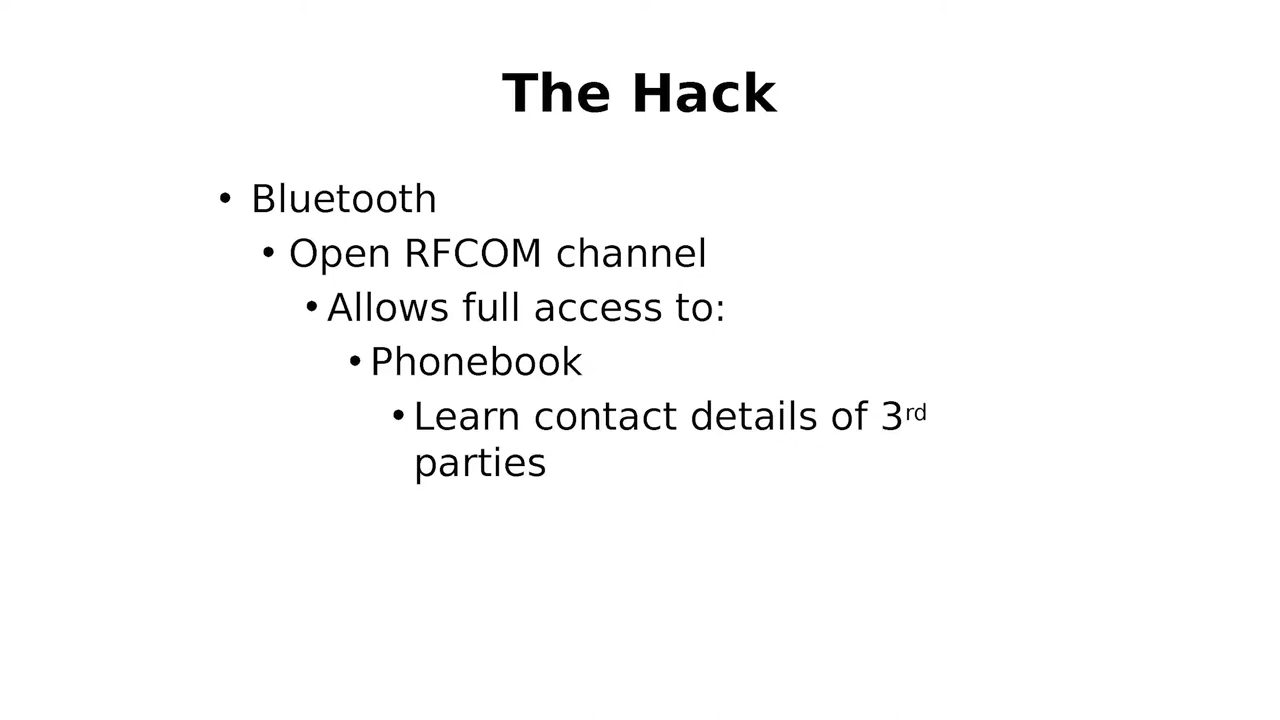 The Hack
• Bluetooth
• Open RFCOM channel
• Allows full access to:
• Phonebook
• Learn contact details of 3rd
parties